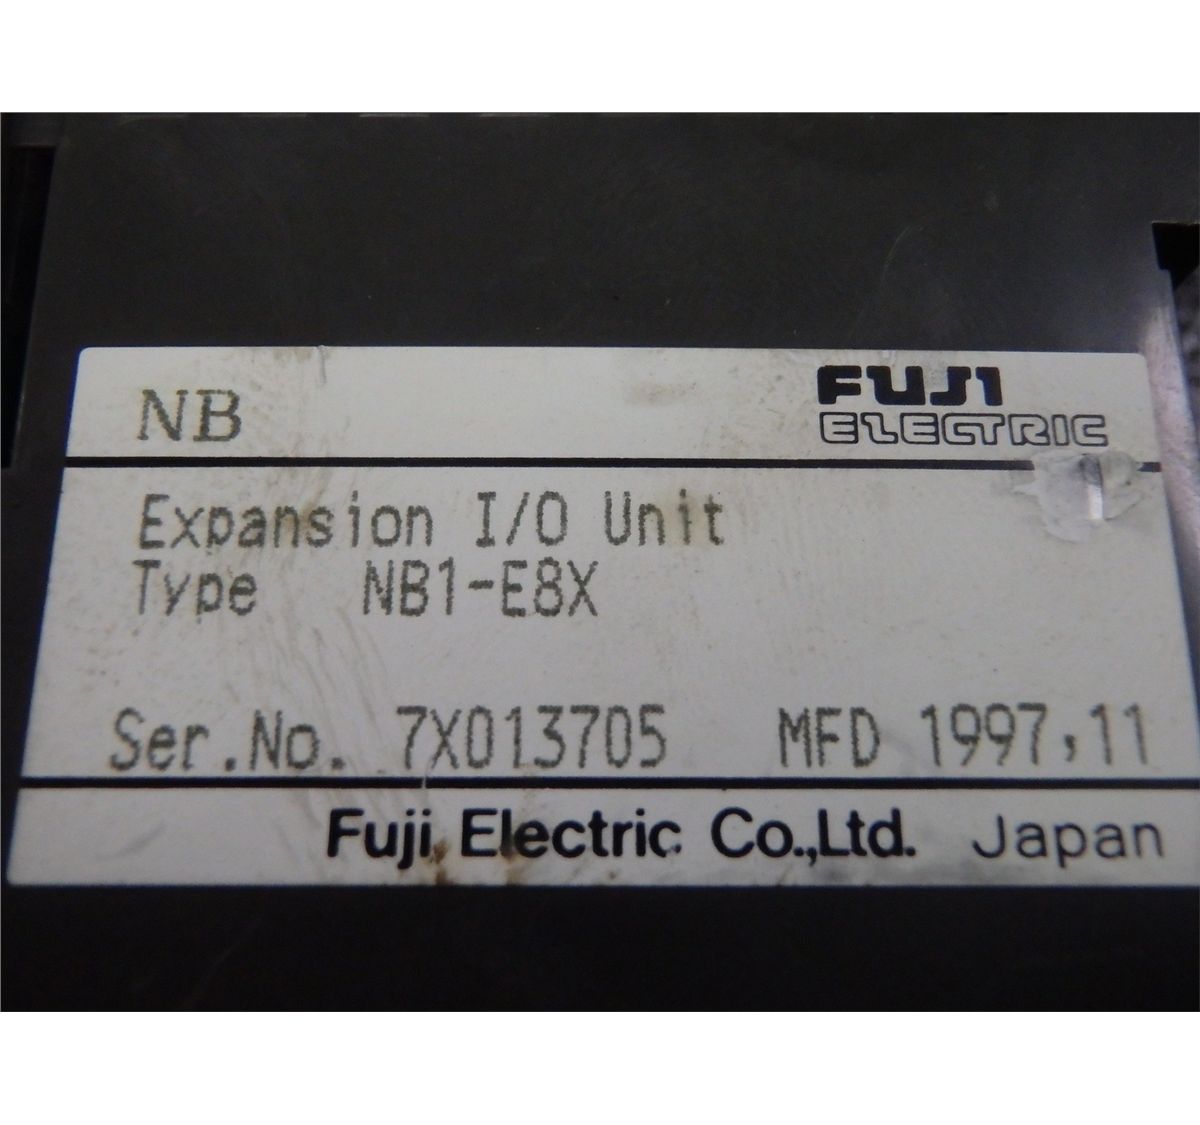 NB
FUJI
ELECTRIC
Expansion I/O Unit
Type NB1-E8X
Ser.No. 7X013705 MFD 1997,11
Fuji Electric Co.,Ltd. Japan